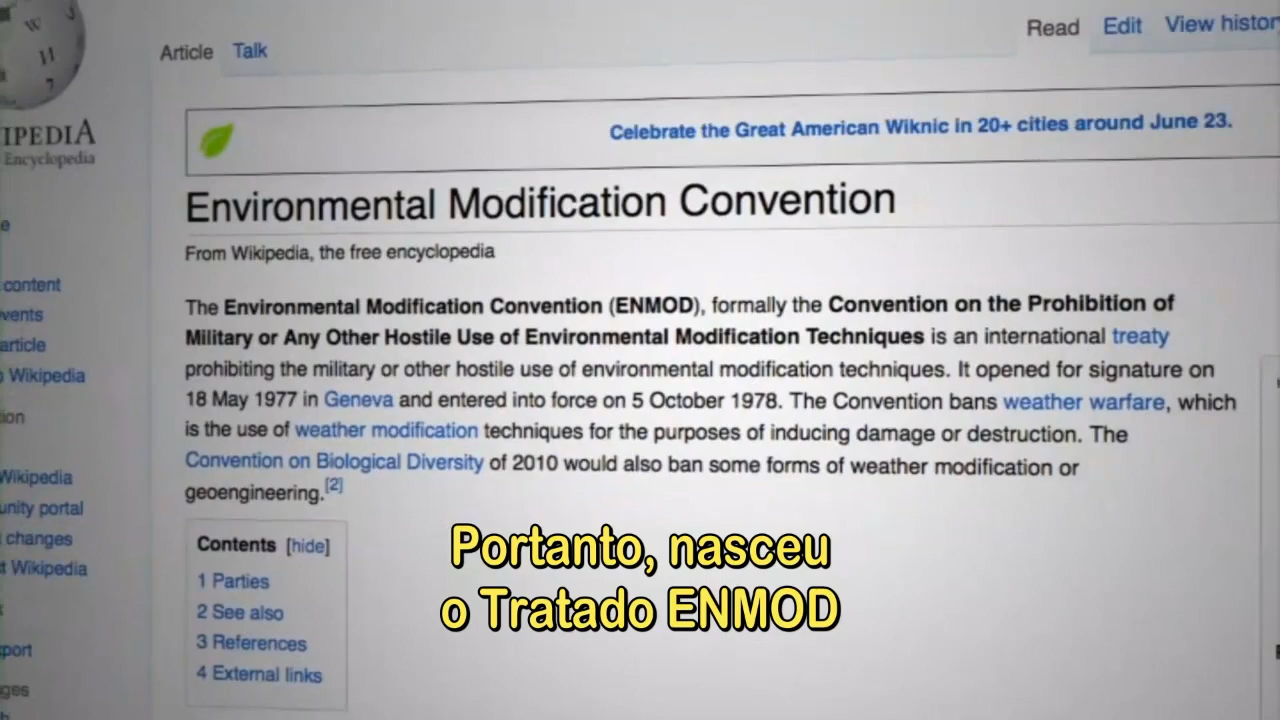 Read Edit View history
Article Talk
IPEDIA
Encyclopedia
Celebrate the Great American Wiknic in 20+ cities around June 23.
Environmental Modification Convention
From Wikipedia, the free encyclopedia
content
The Environmental Modification Convention (ENMOD), formally the Convention on the Prohibition of
Military or Any Other Hostile Use of Environmental Modification Techniques is an international treaty
article
prohibiting the military or other hostile use of environmental modification techniques. It opened for signature on
Wikipedia
18 May 1977 in Geneva and entered into force on 5 October 1978. The Convention bans weather warfare, which
is the use of weather modification techniques for the purposes of inducing damage or destruction. The
Convention on Biological Diversity of 2010 would also ban some forms of weather modification or
Wikipedia
geoengineering.[2]
changes
Wikipedia
Contents [hide]
1 Parties
2 See also
3 References
4 External links
Portanto, nasceu
o Tratado ENMOD